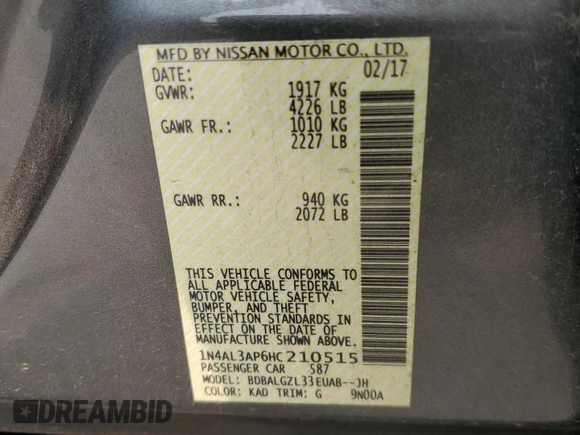 MFD BY NISSAN MOTOR CO., LTD.
DATE: 02/17
GVWR: 1917 KG
4226 LB
GAWR FR.: 1010 KG
2227 LB
GAWR RR.: 940 KG
2072 LB
THIS VEHICLE CONFORMS TO
ALL APPLICABLE FEDERAL
MOTOR VEHICLE SAFETY,
BUMPER, AND THEFT
PREVENTION STANDARDS
IN EFFECT ON THE DATE OF
MANUFACTURE SHOWN ABOVE.
1N4AL3AP6HC210515
PASSENGER CAR 587
MODEL: BDBALGZL33EUAB--JH
COLOR: KAD TRIM: G 9N00A
DREAMBID